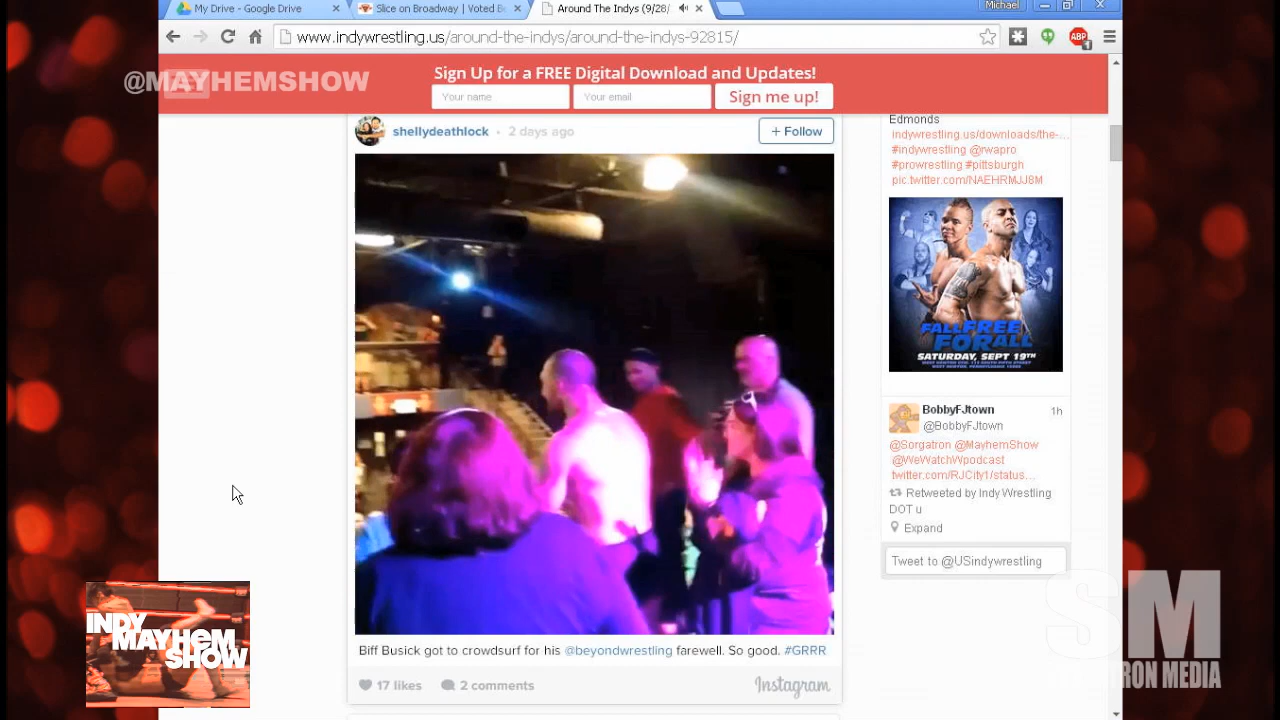 My Drive - Google Drive
Slice on Broadway | Voted Be
Around The Indys (9/28/
Michael
www.indywrestling.us/around-the-indys/around-the-indys-92815/
ABP
1
@MAYHEMSHOW
Sign Up for a FREE Digital Download and Updates!
Your name
Your email
Sign me up!
shellydeathlock • 2 days ago
+ Follow
Biff Busick got to crowdsurf for his @beyondwrestling farewell. So good. #GRRR
17 likes
2 comments
Instagram
Edmonds
indywrestling.us/downloads/the-...
#indywrestling @rwapro
#prowrestling #pittsburgh
pic.twitter.com/NAEHRMJJ8M
FALL FREE
FOR ALL
SATURDAY, SEPT 19TH
BobbyFJtown
1h
@BobbyFJtown
@Sorgatron @MayhemShow
@WeWatchWpodcast
twitter.com/RJCity1/status...
Retweeted by Indy Wrestling
DOT u
Expand
Tweet to @USindywrestling
INDY
MAYHEM
SHOW
SM
TRON MEDIA